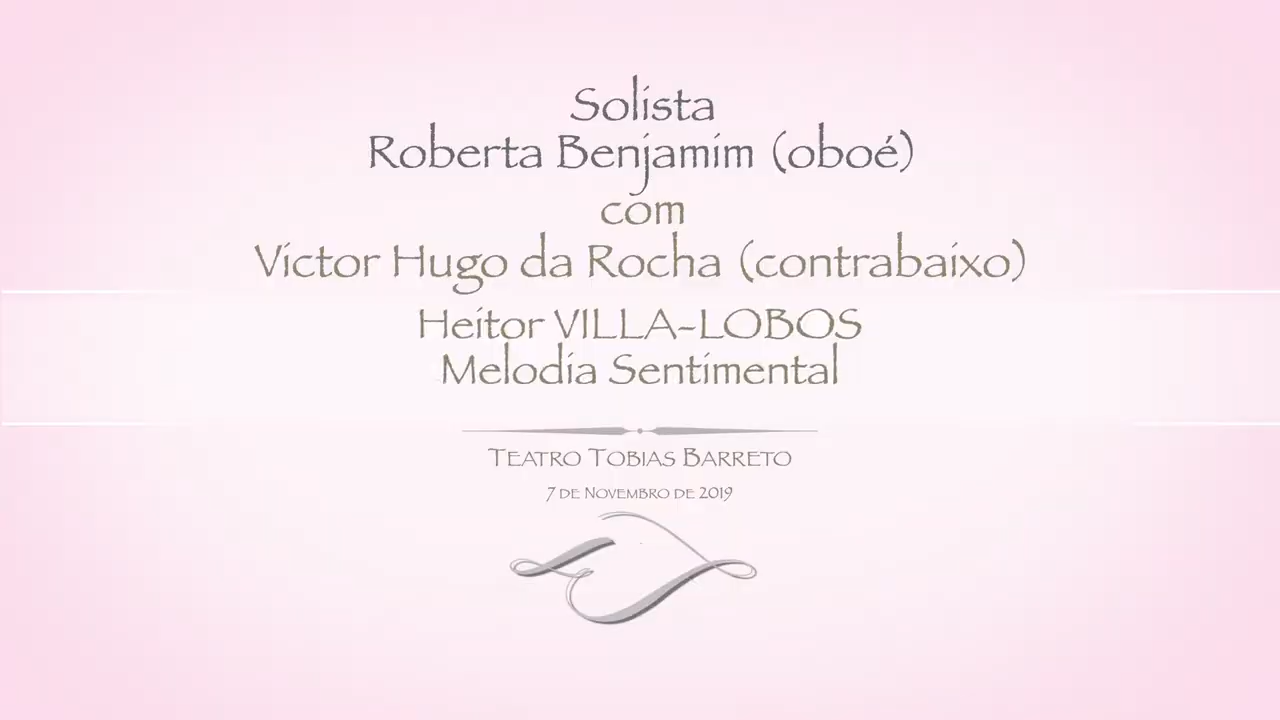 Solista
Roberta Benjamim (oboé)
com
Victor Hugo da Rocha (contrabaixo)
Heitor VILLA-LOBOS
Melodia Sentimental
TEATRO TOBIAS BARRETO
7 DE NOVEMBRO DE 2019